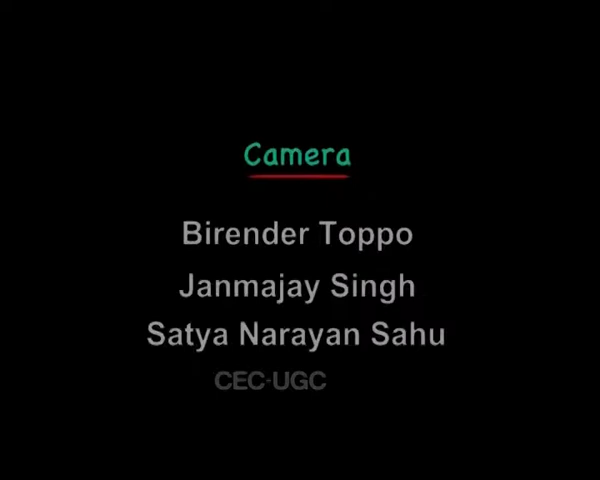 Camera
Birender Toppo
Janmajay Singh
Satya Narayan Sahu
CEC-UGC